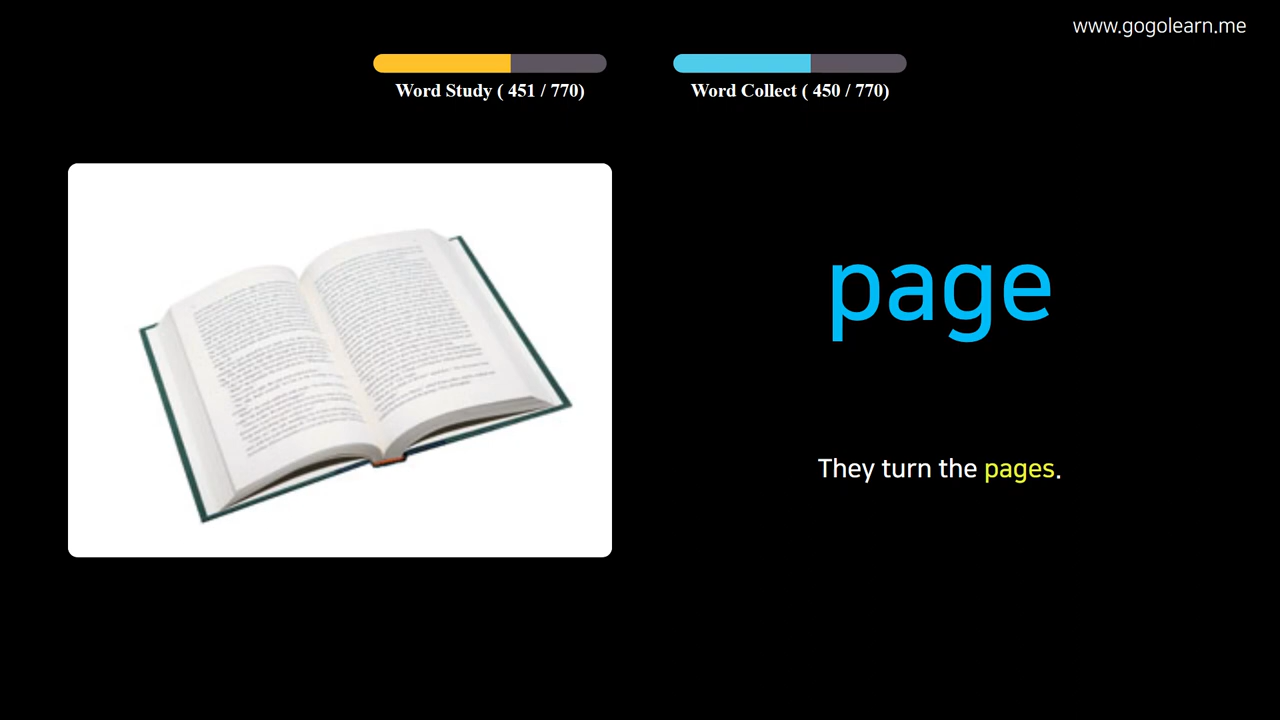 www.gogolearn.me
Word Study ( 451 / 770)
Word Collect ( 450 / 770)
page
They turn the pages.